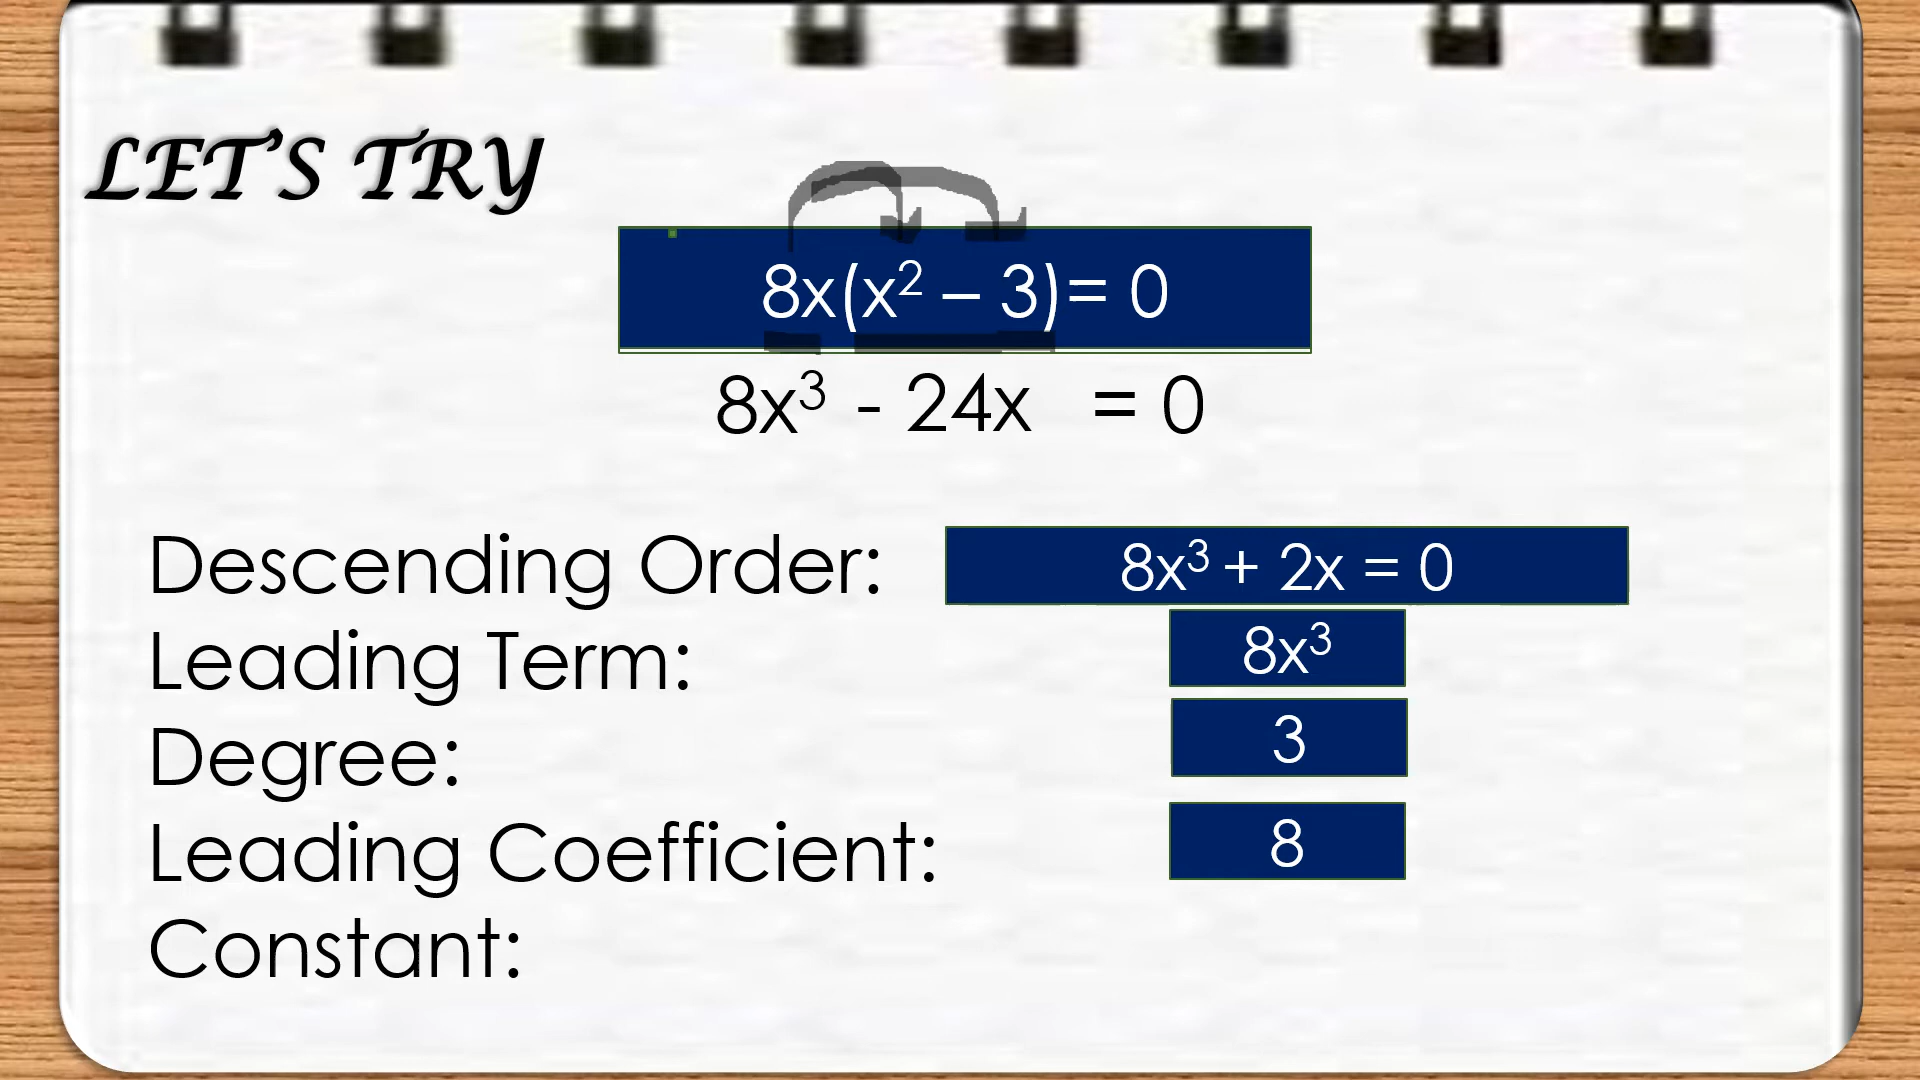 LET'S TRY
8x(x² – 3)= 0
8x³ - 24x = 0
Descending Order: 8x³ + 2x = 0
Leading Term: 8x³
Degree: 3
Leading Coefficient: 8
Constant: